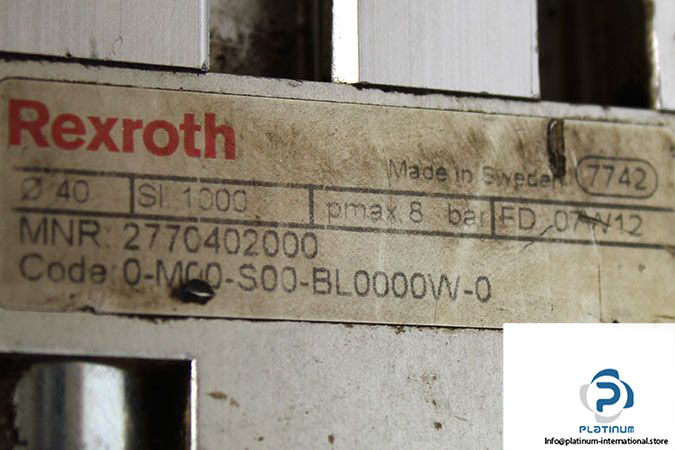 Rexroth
Made in Sweden 7742
Ø 40 SL 1000 pmax. 8 bar FD 07W12
MNR: 2770402000
Code: 0-M00-S00-BL0000W-0
P
PLATINUM
Info@platinum-international.store